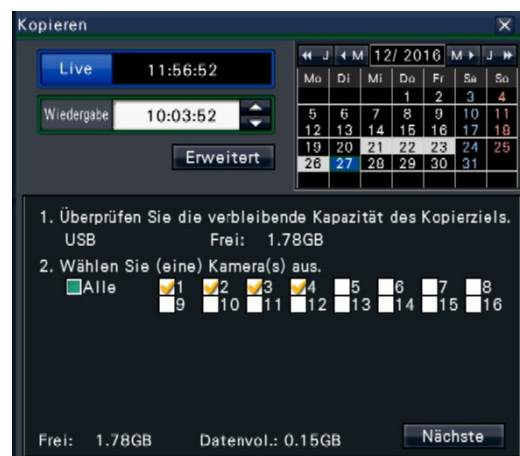 Kopieren
Live 11:56:52
Wiedergabe 10:03:52
Erweitert
J M 12/ 2016 M J
Mo Di Mi Do Fr Sa So
1 2 3 4
5 6 7 8 9 10 11
12 13 14 15 16 17 18
19 20 21 22 23 24 25
26 27 28 29 30 31
1. Überprüfen Sie die verbleibende Kapazität des Kopierziels.
USB Frei: 1.78GB
2. Wählen Sie (eine) Kamera(s) aus.
Alle 1 2 3 4 5 6 7 8
9 10 11 12 13 14 15 16
Frei: 1.78GB Datenvol.: 0.15GB Nächste